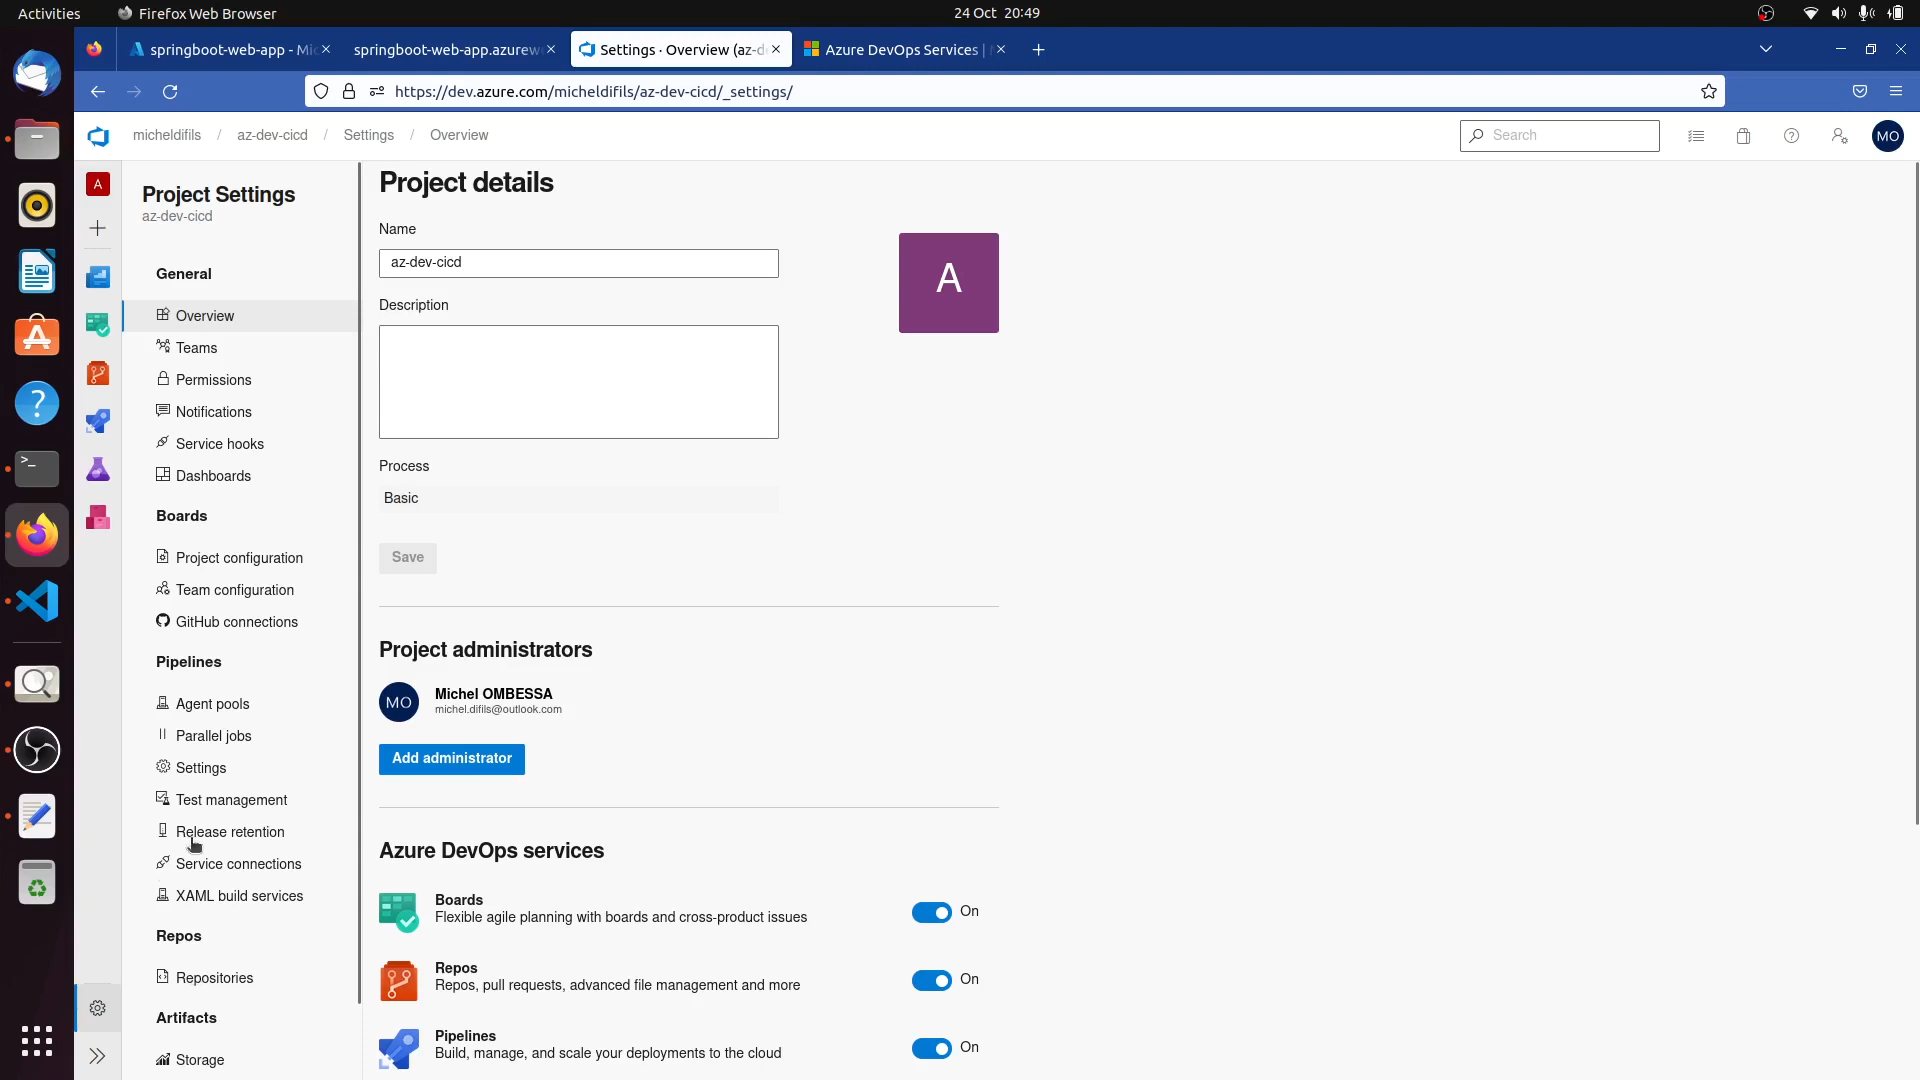 Activities
Firefox Web Browser
24 Oct 20:49
springboot-web-app - Mic
springboot-web-app.azurewe
Settings · Overview (az-de
Azure DevOps Services |
https://dev.azure.com/micheldifils/az-dev-cicd/_settings/
micheldifils / az-dev-cicd / Settings / Overview
Search
MO
A
Project Settings
az-dev-cicd
General
Overview
Teams
Permissions
Notifications
Service hooks
Dashboards
Boards
Project configuration
Team configuration
GitHub connections
Pipelines
Agent pools
Parallel jobs
Settings
Test management
Release retention
Service connections
XAML build services
Repos
Repositories
Artifacts
Storage
Project details
Name
az-dev-cicd
A
Description
Process
Basic
Save
Project administrators
MO
Michel OMBESSA
michel.difils@outlook.com
Add administrator
Azure DevOps services
Boards
Flexible agile planning with boards and cross-product issues
On
Repos
Repos, pull requests, advanced file management and more
On
Pipelines
Build, manage, and scale your deployments to the cloud
On